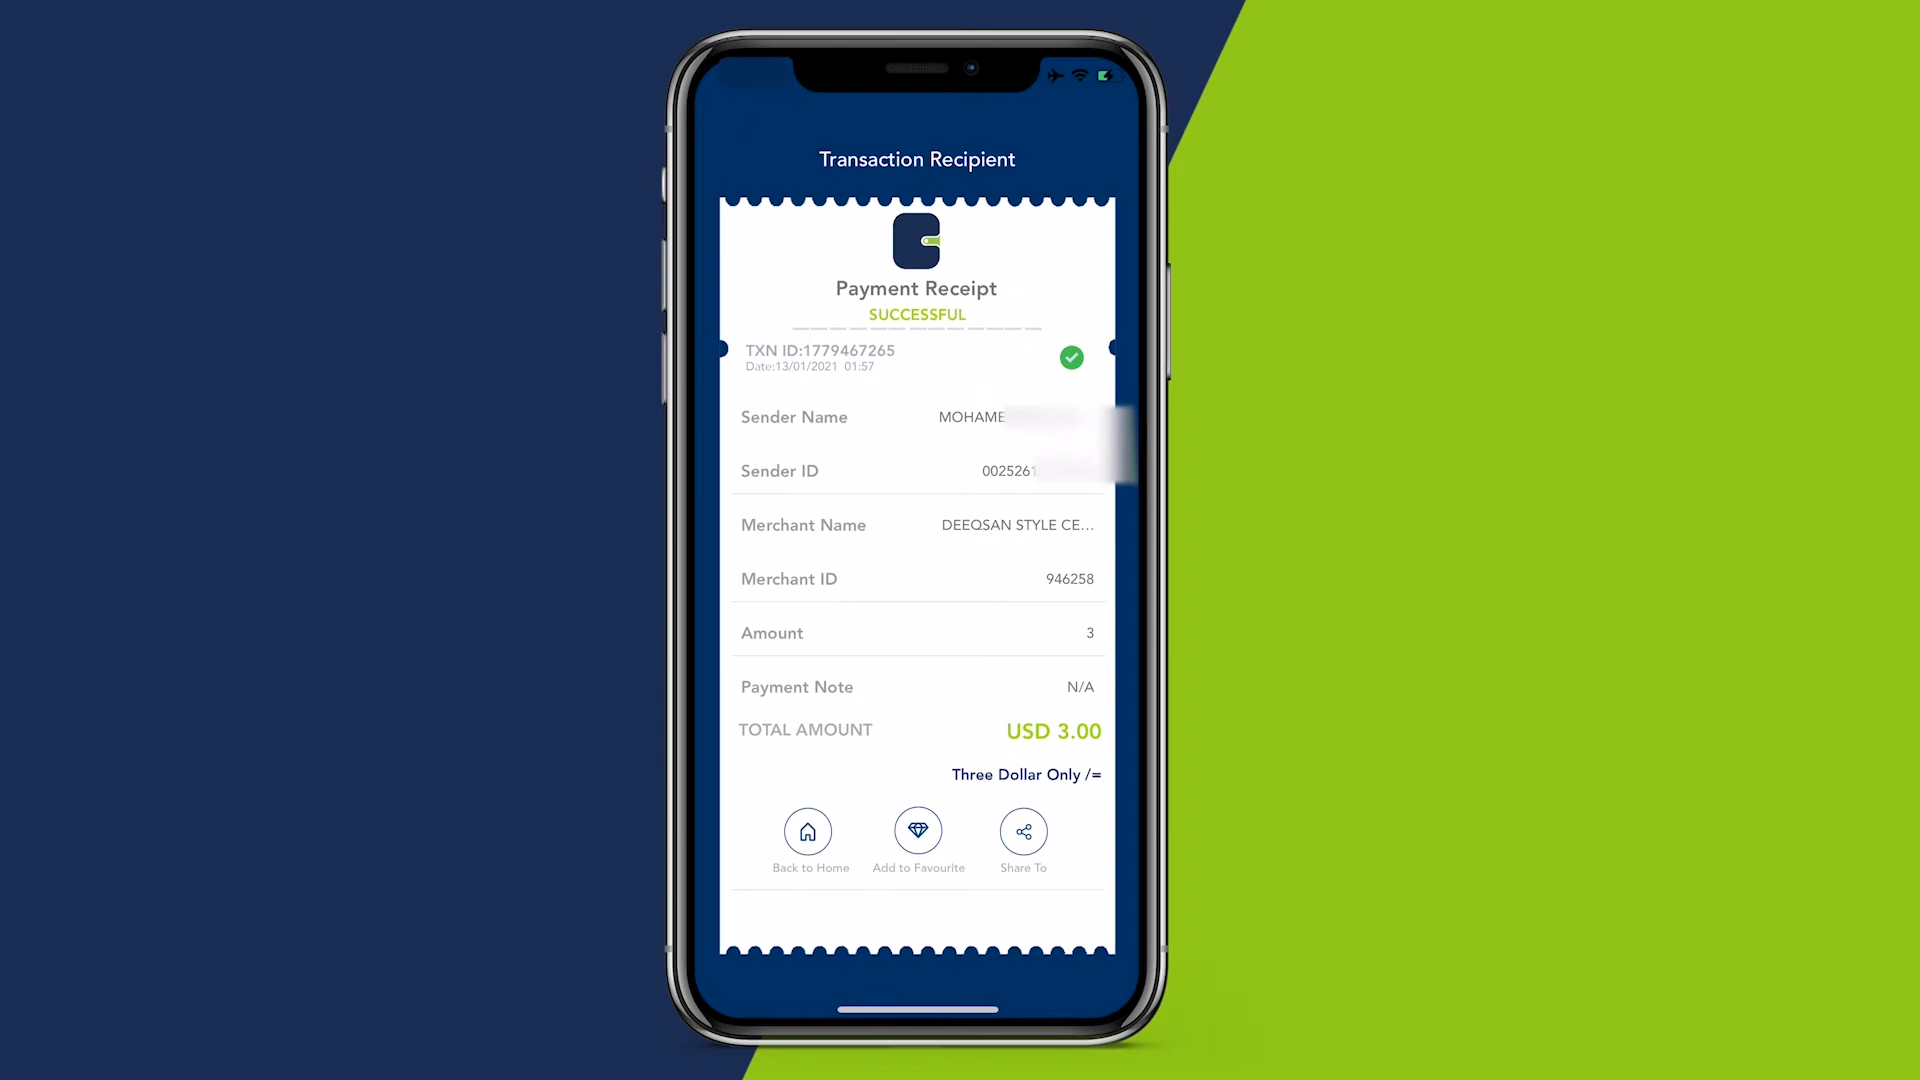 Transaction Recipient
Payment Receipt
SUCCESSFUL
TXN ID:1779467265
Date:13/01/2021 01:57
Sender Name
Sender ID 002526
Merchant Name DEEQSAN STYLE CE...
Merchant ID 946258
Amount 3
Payment Note N/A
TOTAL AMOUNT USD 3.00
Three Dollar Only /=
Back to Home Add to Favourite Share To